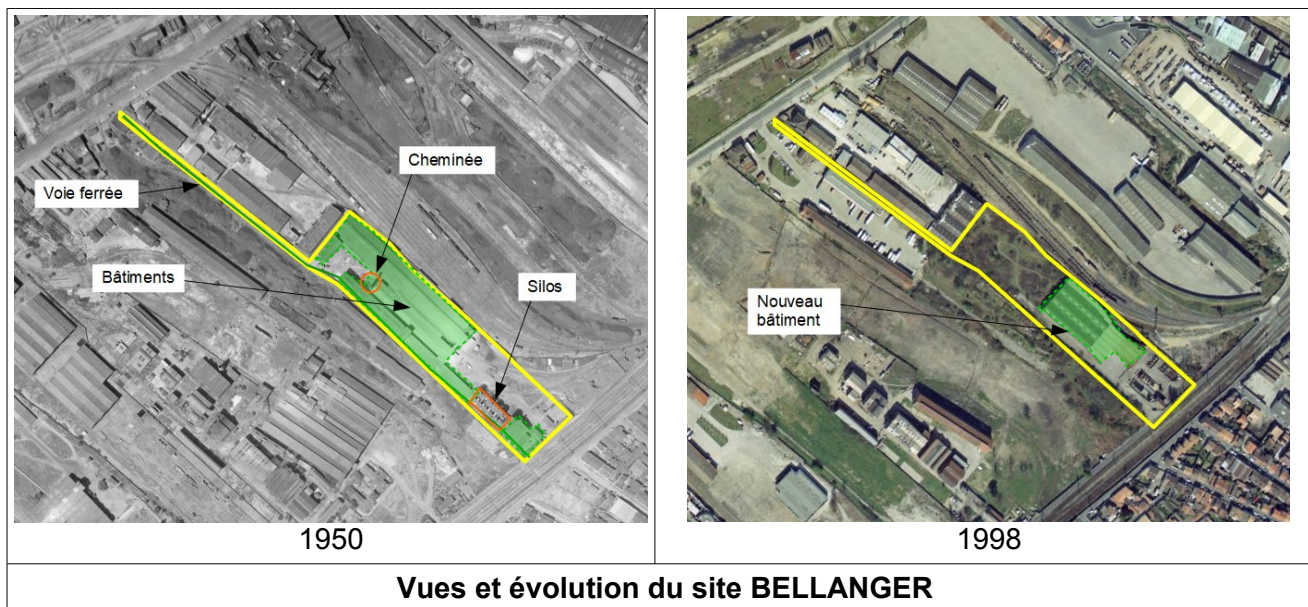 Cheminée
Voie ferrée
Bâtiments
Silos
1950
Nouveau
bâtiment
1998
Vues et évolution du site BELLANGER